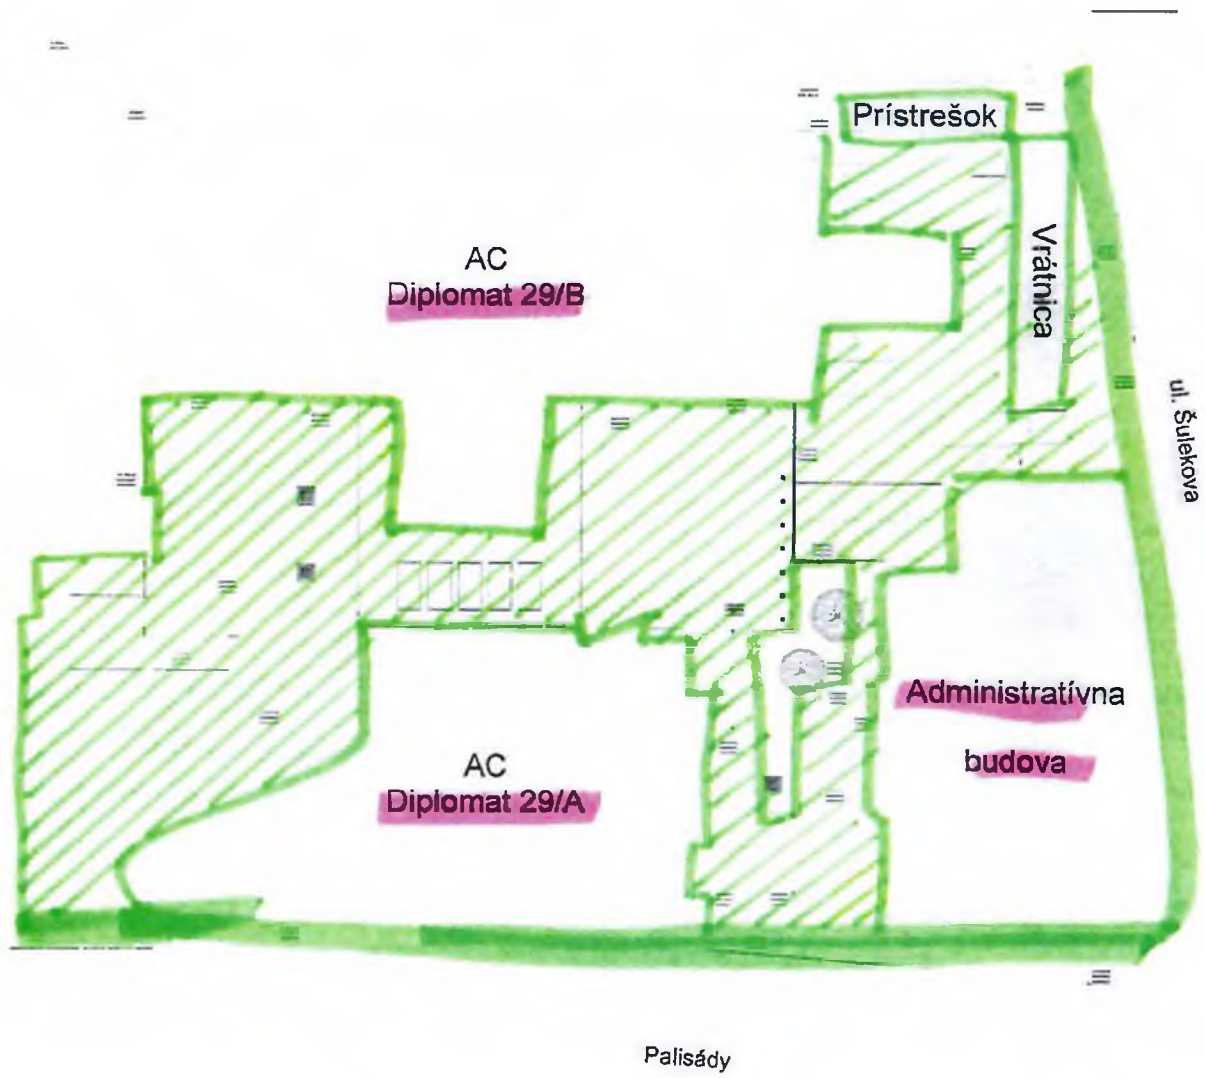 Prístrešok
Vrátnica
AC
Diplomat 29/B
ul. Šulekova
Administratívna
budova
AC
Diplomat 29/A
Palisády